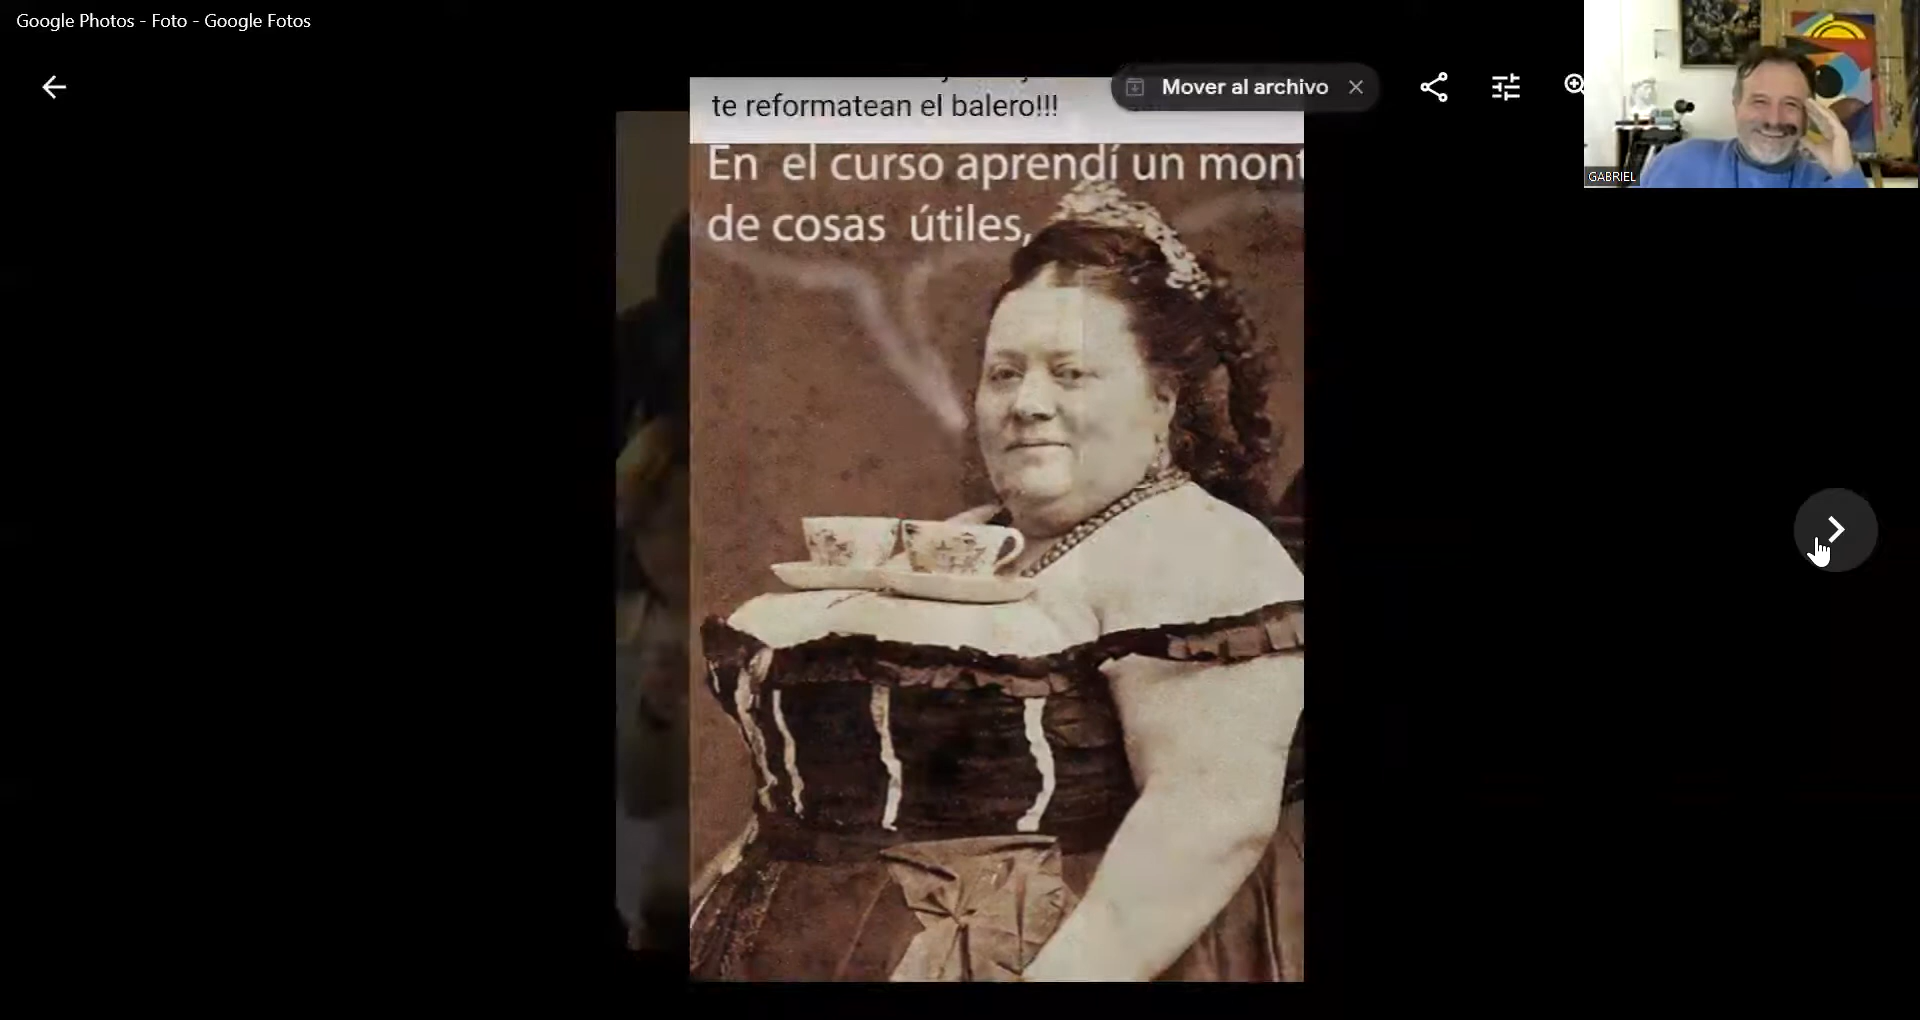 Google Photos - Foto - Google Fotos
Mover al archivo
GABRIEL
te reformatean el balero!!!
En el curso aprendí un mont
de cosas útiles,